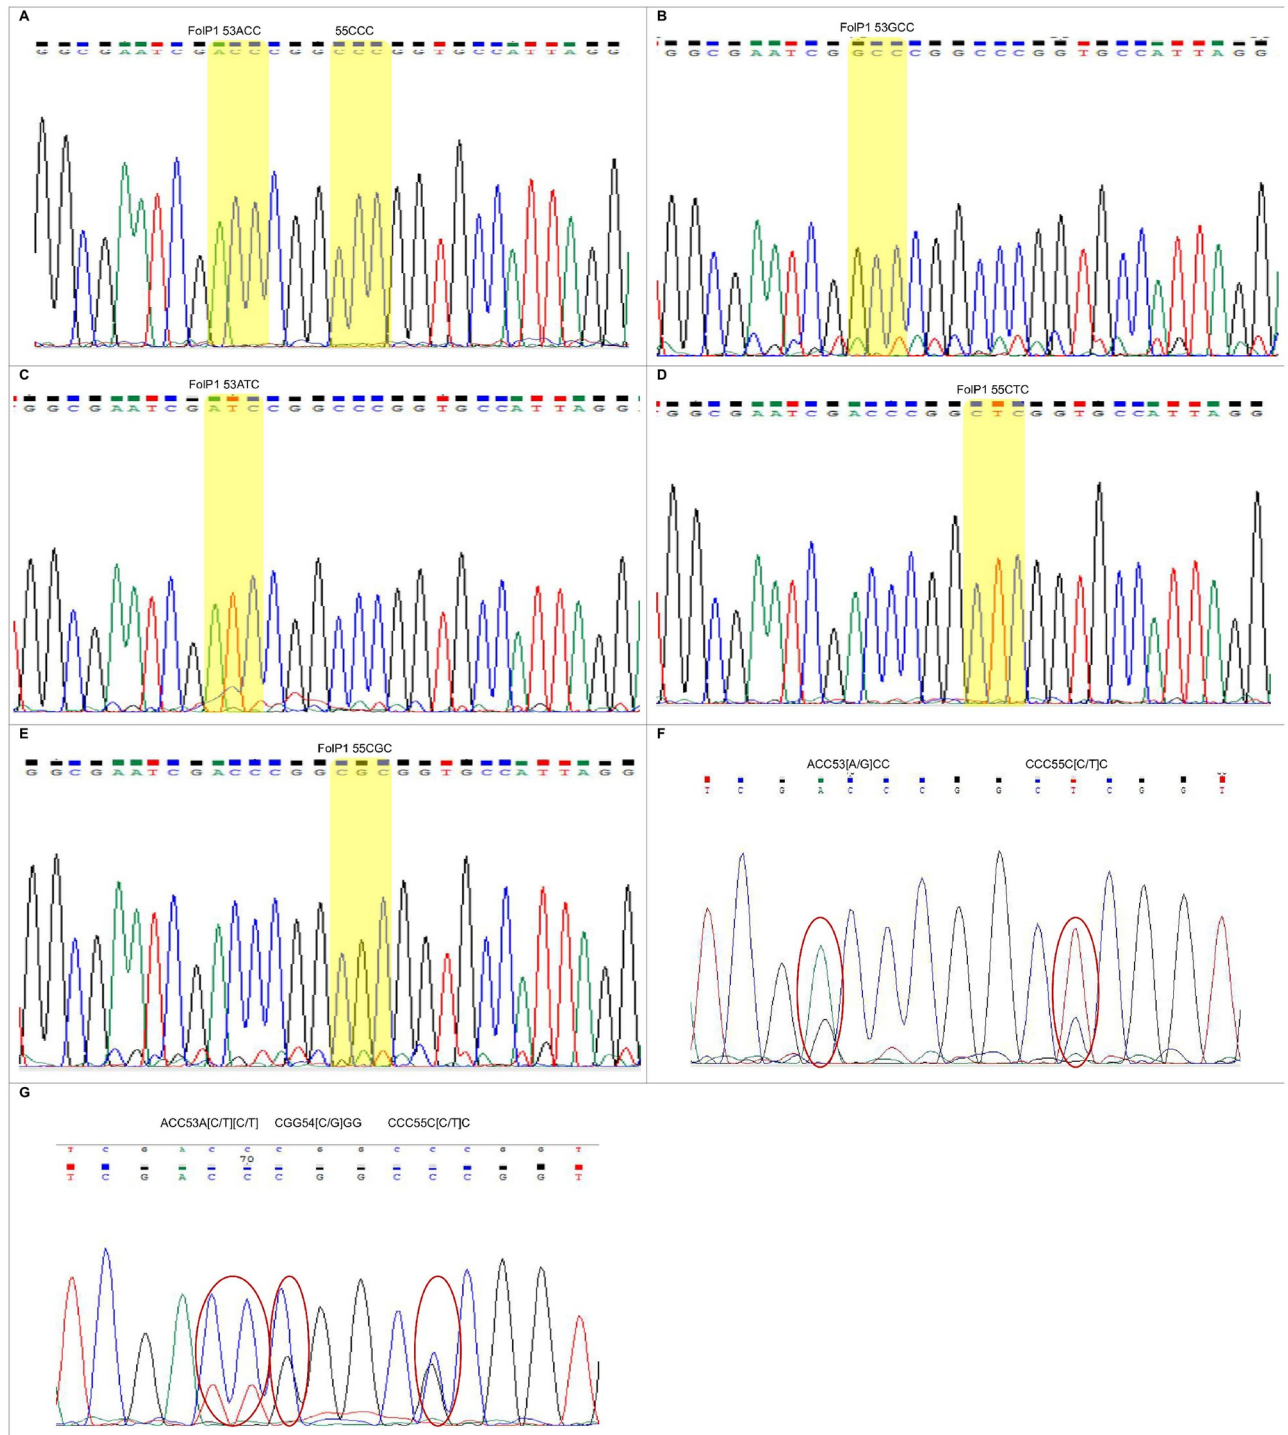 A
FolP1 53ACC 55CCC
G G C G A A T C G A C C C G G C C C G G T G C C A T T A G G
B
FolP1 53GCC
G G C G A A T C G G C C C G G C C C G G T G C C A T T A G G
C
FolP1 53ATC
G G C G A A T C G A T C C G G C C C G G T G C C A T T A G G
D
FolP1 55CTC
G G C G A A T C G A C C C G G C T C G G T G C C A T T A G G
E
FolP1 55CGC
G G C G A A T C G A C C C G G C G C G G T G C C A T T A G G
F
ACC53[A/G]CC CCC55C[C/T]C
T C G A C C C G G C T C G G T
G
ACC53A[C/T][C/T] CGG54[C/G]GG CCC55C[C/T]C
T C G A C C C G G C C C G G T
70
T C G A C C C G G C C C G G T